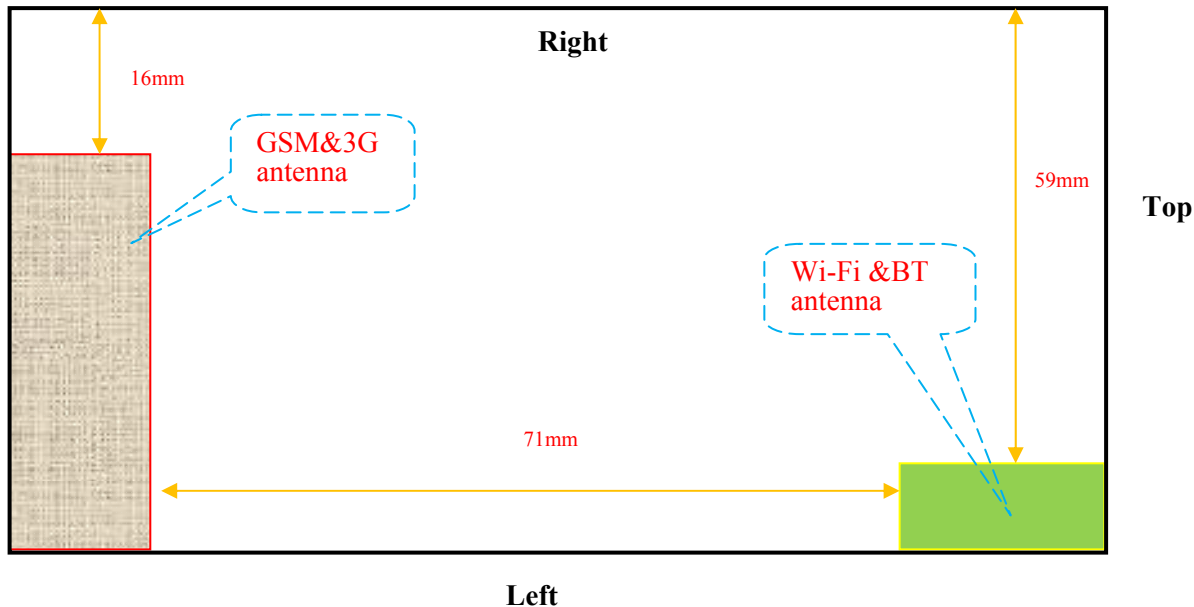 Right
16mm
GSM&3G
antenna
59mm
Top
Wi-Fi &BT
antenna
71mm
Left